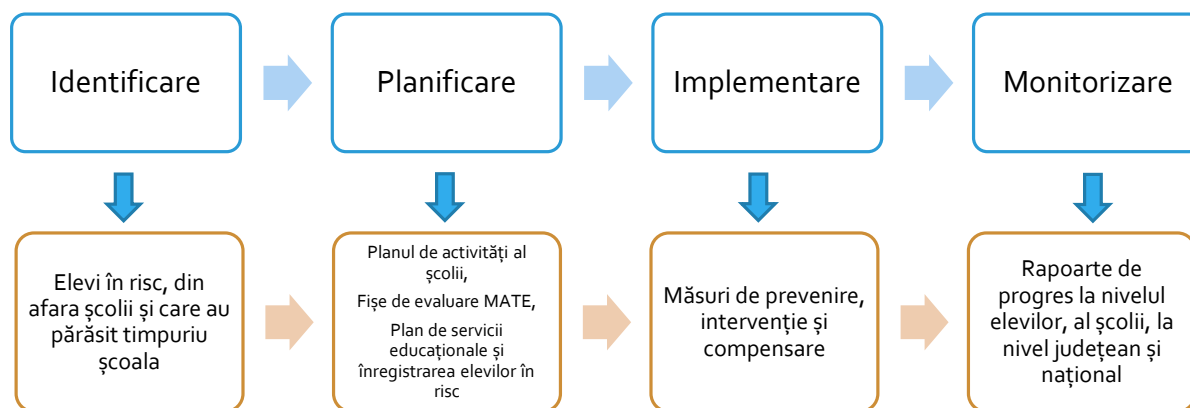 Identificare
Planificare
Implementare
Monitorizare
Elevi în risc, din
afara școlii și care au
părăsit timpuriu
școala
Planul de activități al
școlii,
Fișe de evaluare MATE,
Plan de servicii
educaționale și
înregistrarea elevilor în
risc
Măsuri de prevenire,
intervenție și
compensare
Rapoarte de
progres la nivelul
elevilor, al școlii, la
nivel județean și
național